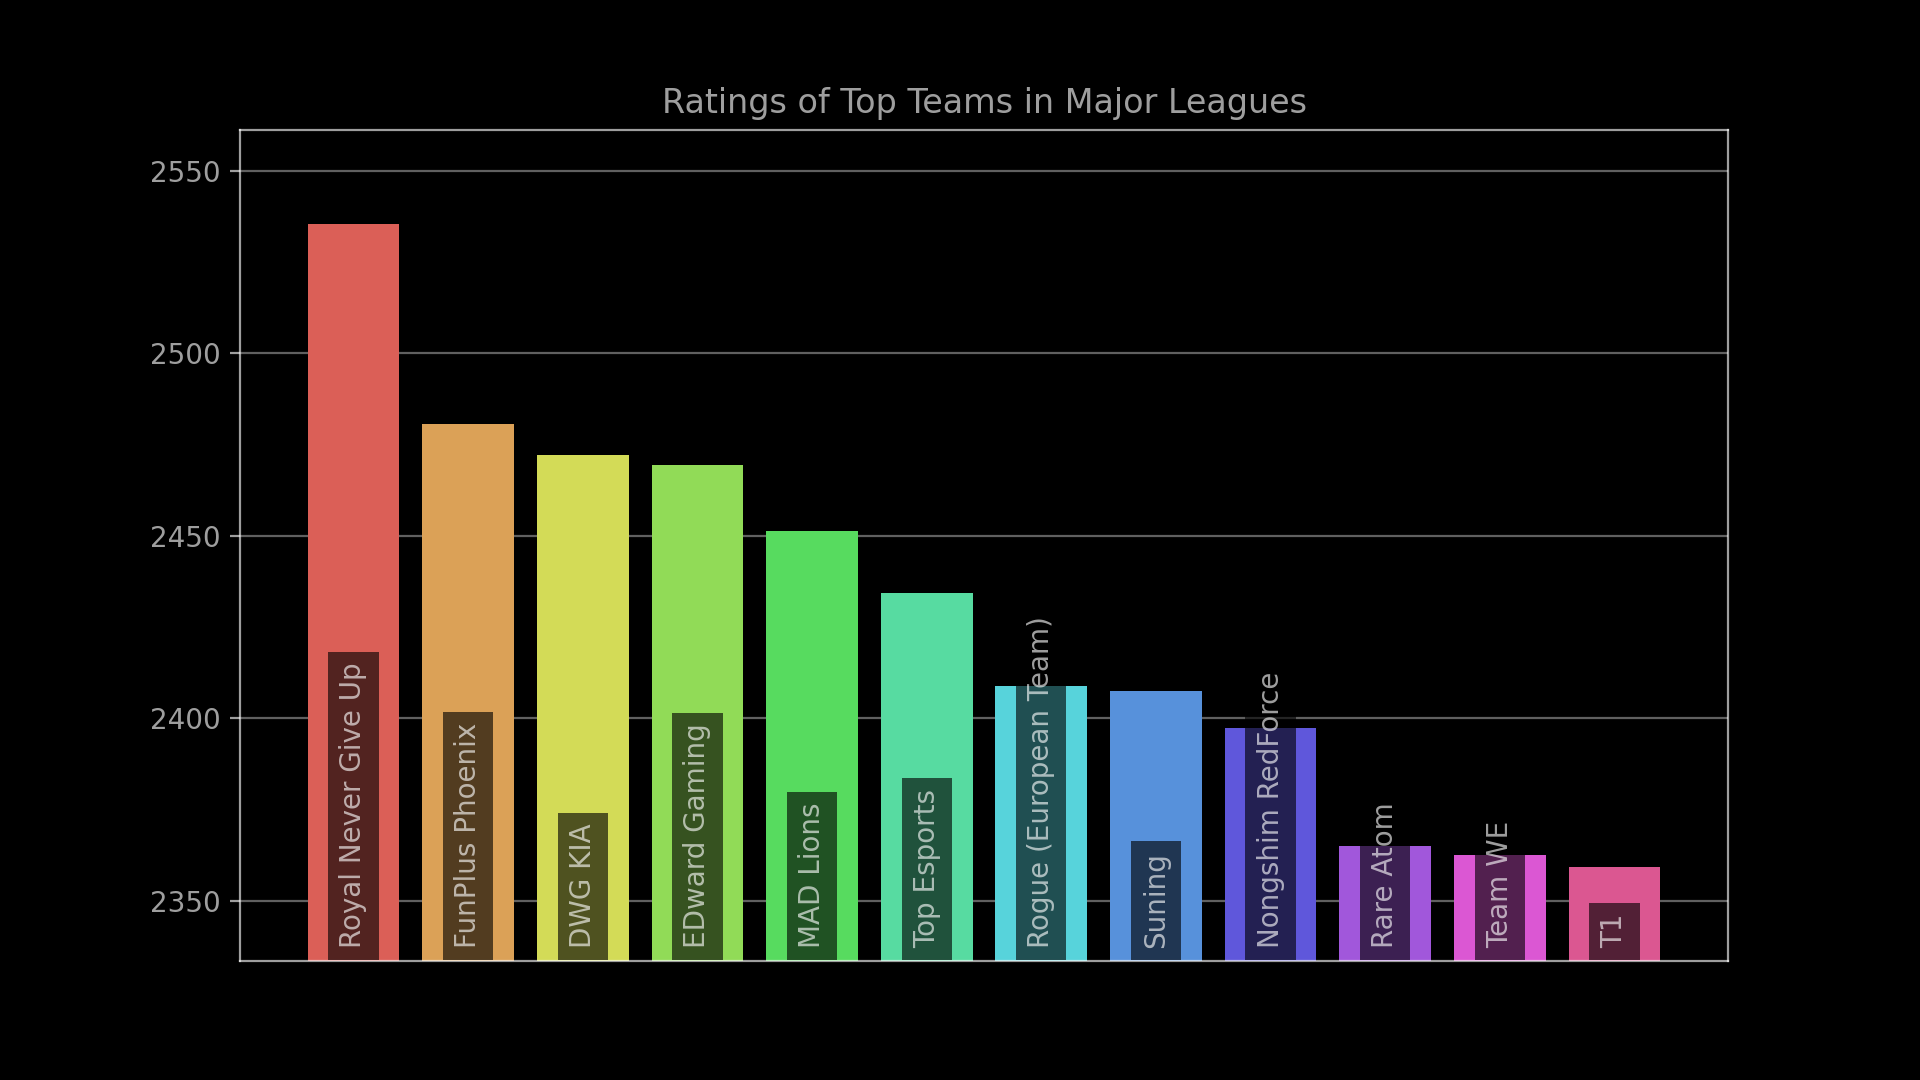 Ratings of Top Teams in Major Leagues
2550
2500
2450
2400
2350
Royal Never Give Up
FunPlus Phoenix
DWG KIA
EDward Gaming
MAD Lions
Top Esports
Rogue (European Team)
Suning
Nongshim RedForce
Rare Atom
Team WE
T1